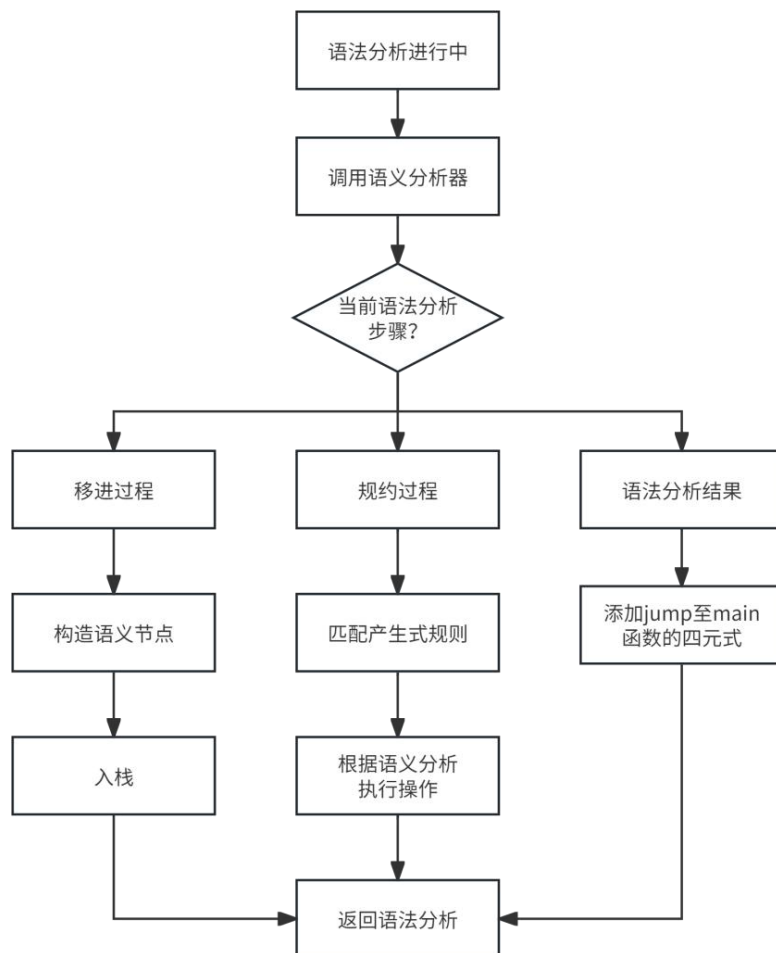 语法分析进行中
调用语义分析器
当前语法分析
步骤？
移进过程
规约过程
语法分析结果
构造语义节点
匹配产生式规则
添加jump至main
函数的四元式
入栈
根据语义分析
执行操作
返回语法分析